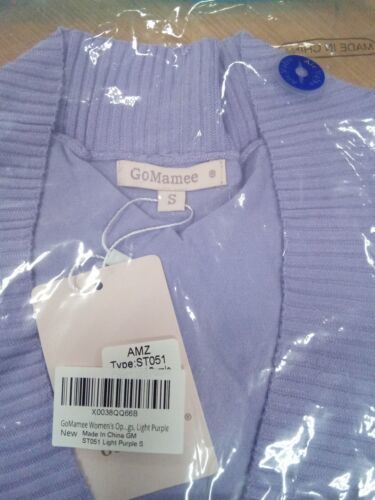 MADE IN CHINA
GoMamee ®
S
AMZ
Type:ST051
X0038QQ66B
GoMamee Women's Op...gs, Light Purple
New
Made In China GM
ST051 Light Purple S
®